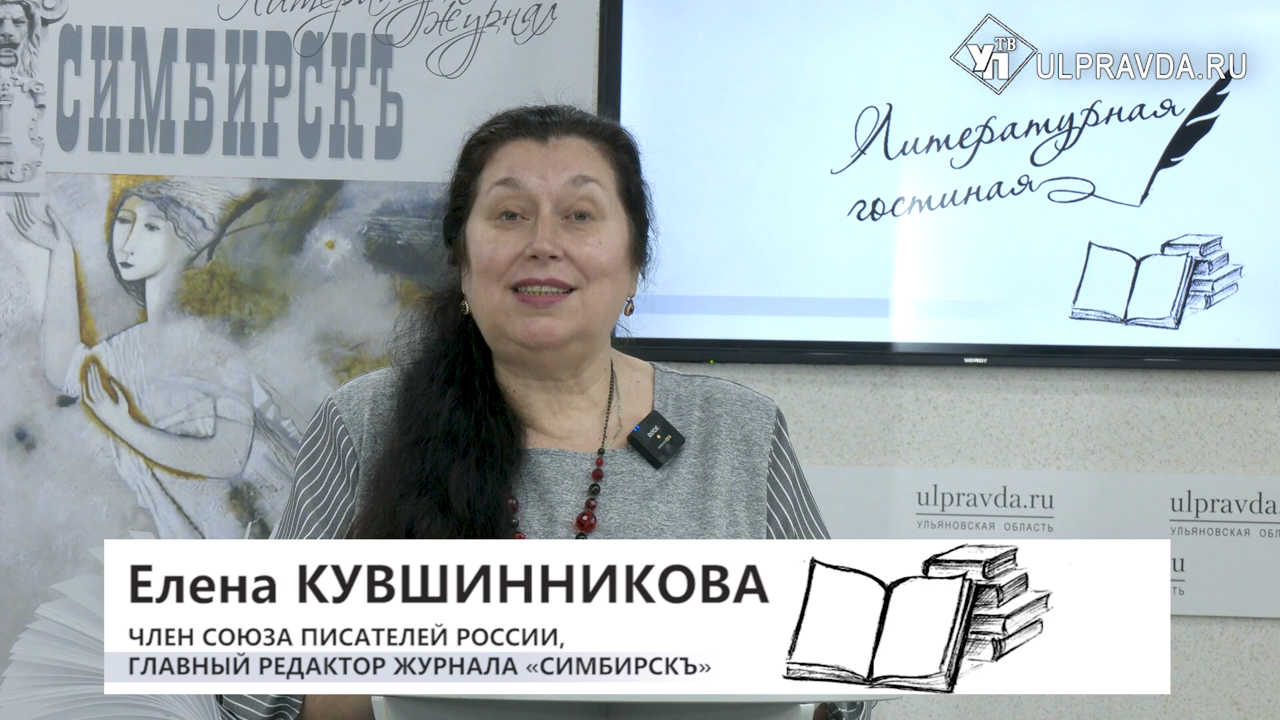 Литературный
журнал
СИМБИРСКЪ
УП ТВ ULPRAVDA.RU
Литературная
гостиная
RODE
ulpravda.ru
УЛЬЯНОВСКАЯ ОБЛАСТЬ
ulpravda.ru
УЛЬЯНОВСКАЯ ОБЛ
Елена КУВШИННИКОВА
ЧЛЕН СОЮЗА ПИСАТЕЛЕЙ РОССИИ,
ГЛАВНЫЙ РЕДАКТОР ЖУРНАЛА «СИМБИРСКЪ»